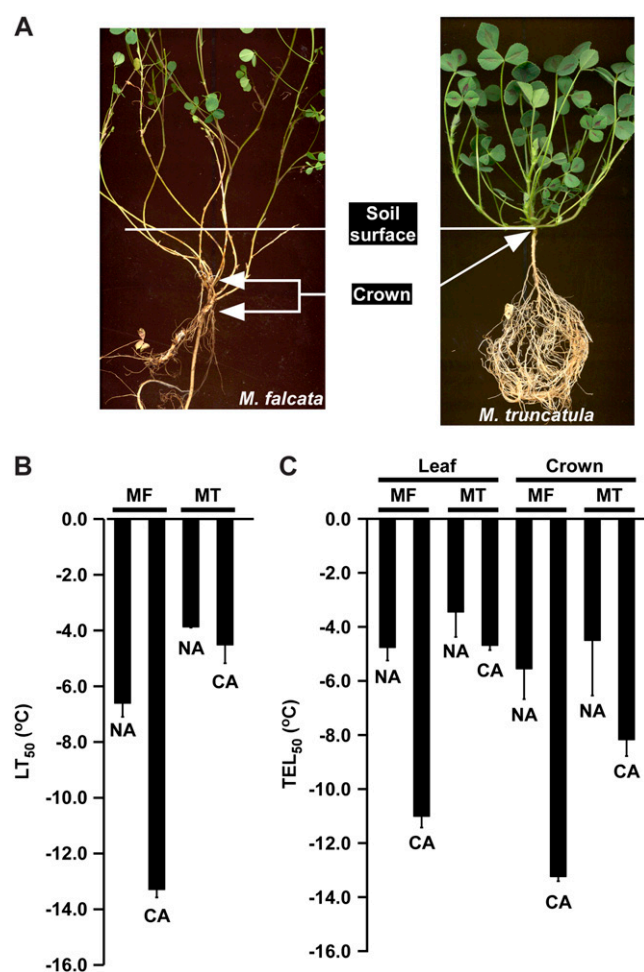 A
Soil
surface
Crown
M. falcata
M. truncatula
B
MF MT
0.0
-2.0
-4.0
-6.0
-8.0
-10.0
-12.0
-14.0
-16.0
LT50 (oC)
NA
CA
NA
CA
C
Leaf Crown
MF MT MF MT
0.0
-2.0
-4.0
-6.0
-8.0
-10.0
-12.0
-14.0
-16.0
TEL50 (oC)
NA
CA
NA
CA
NA
CA
NA
CA